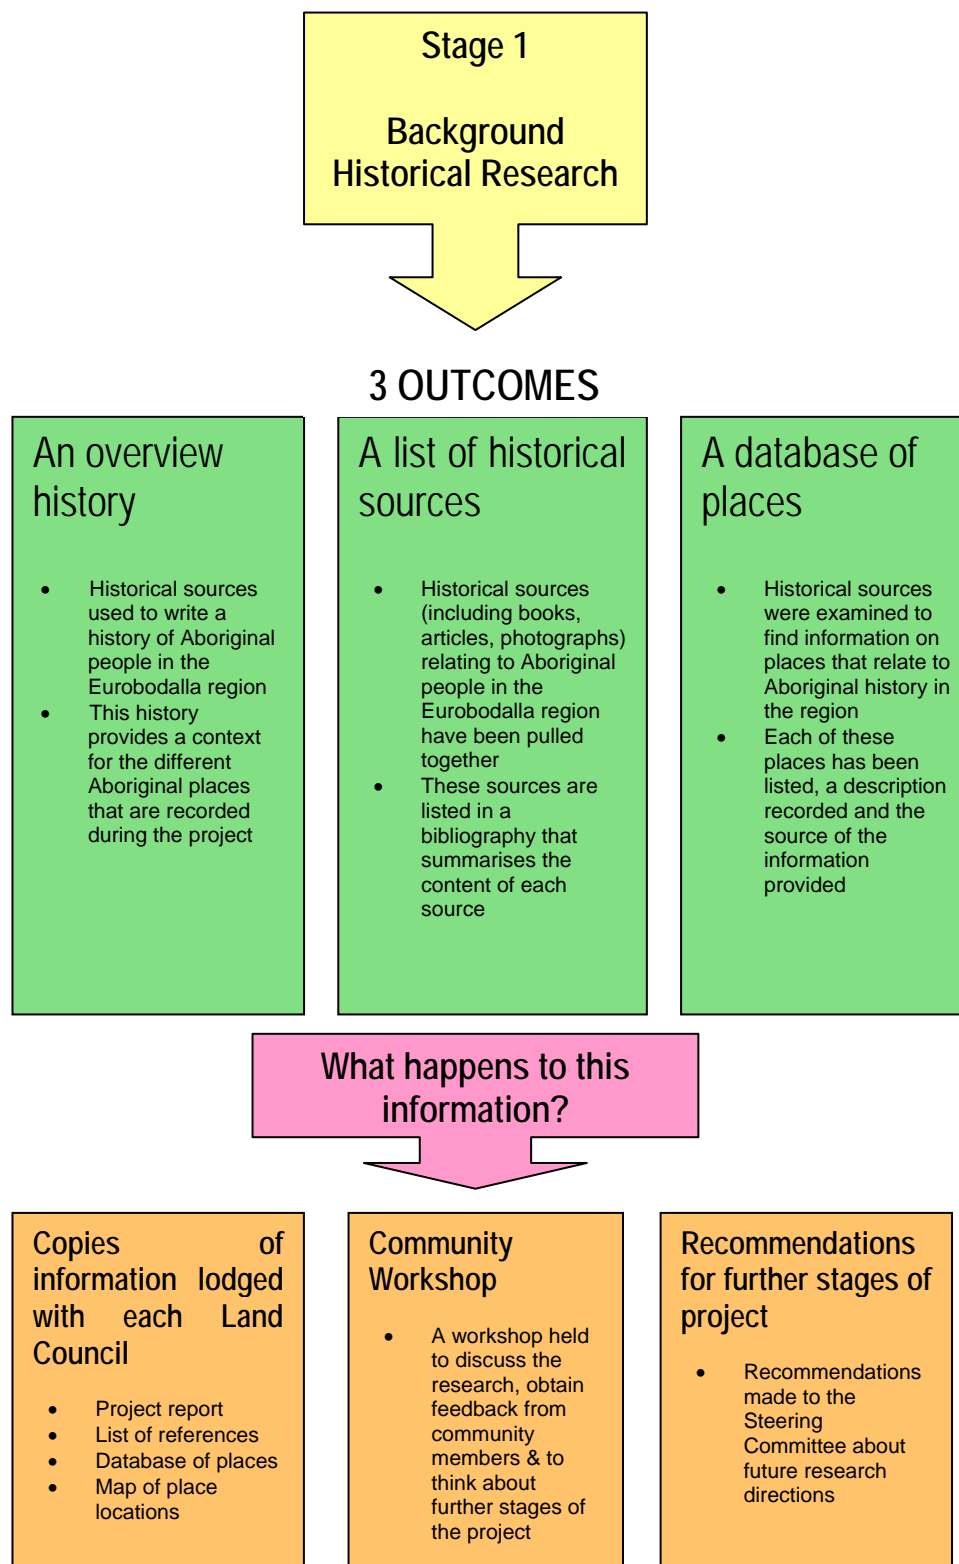 Stage 1
Background
Historical Research
3 OUTCOMES
An overview
history
• Historical sources
used to write a
history of Aboriginal
people in the
Eurobodalla region
• This history
provides a context
for the different
Aboriginal places
that are recorded
during the project
A list of historical
sources
• Historical sources
(including books,
articles, photographs)
relating to Aboriginal
people in the
Eurobodalla region
have been pulled
together
• These sources are
listed in a
bibliography that
summarises the
content of each
source
A database of
places
• Historical sources
were examined to
find information on
places that relate to
Aboriginal history in
the region
• Each of these
places has been
listed, a description
recorded and the
source of the
information
provided
What happens to this
information?
Copies of
information lodged
with each Land
Council
• Project report
• List of references
• Database of places
• Map of place
locations
Community
Workshop
• A workshop held
to discuss the
research, obtain
feedback from
community
members & to
think about
further stages of
the project
Recommendations
for further stages of
project
• Recommendations
made to the
Steering
Committee about
future research
directions